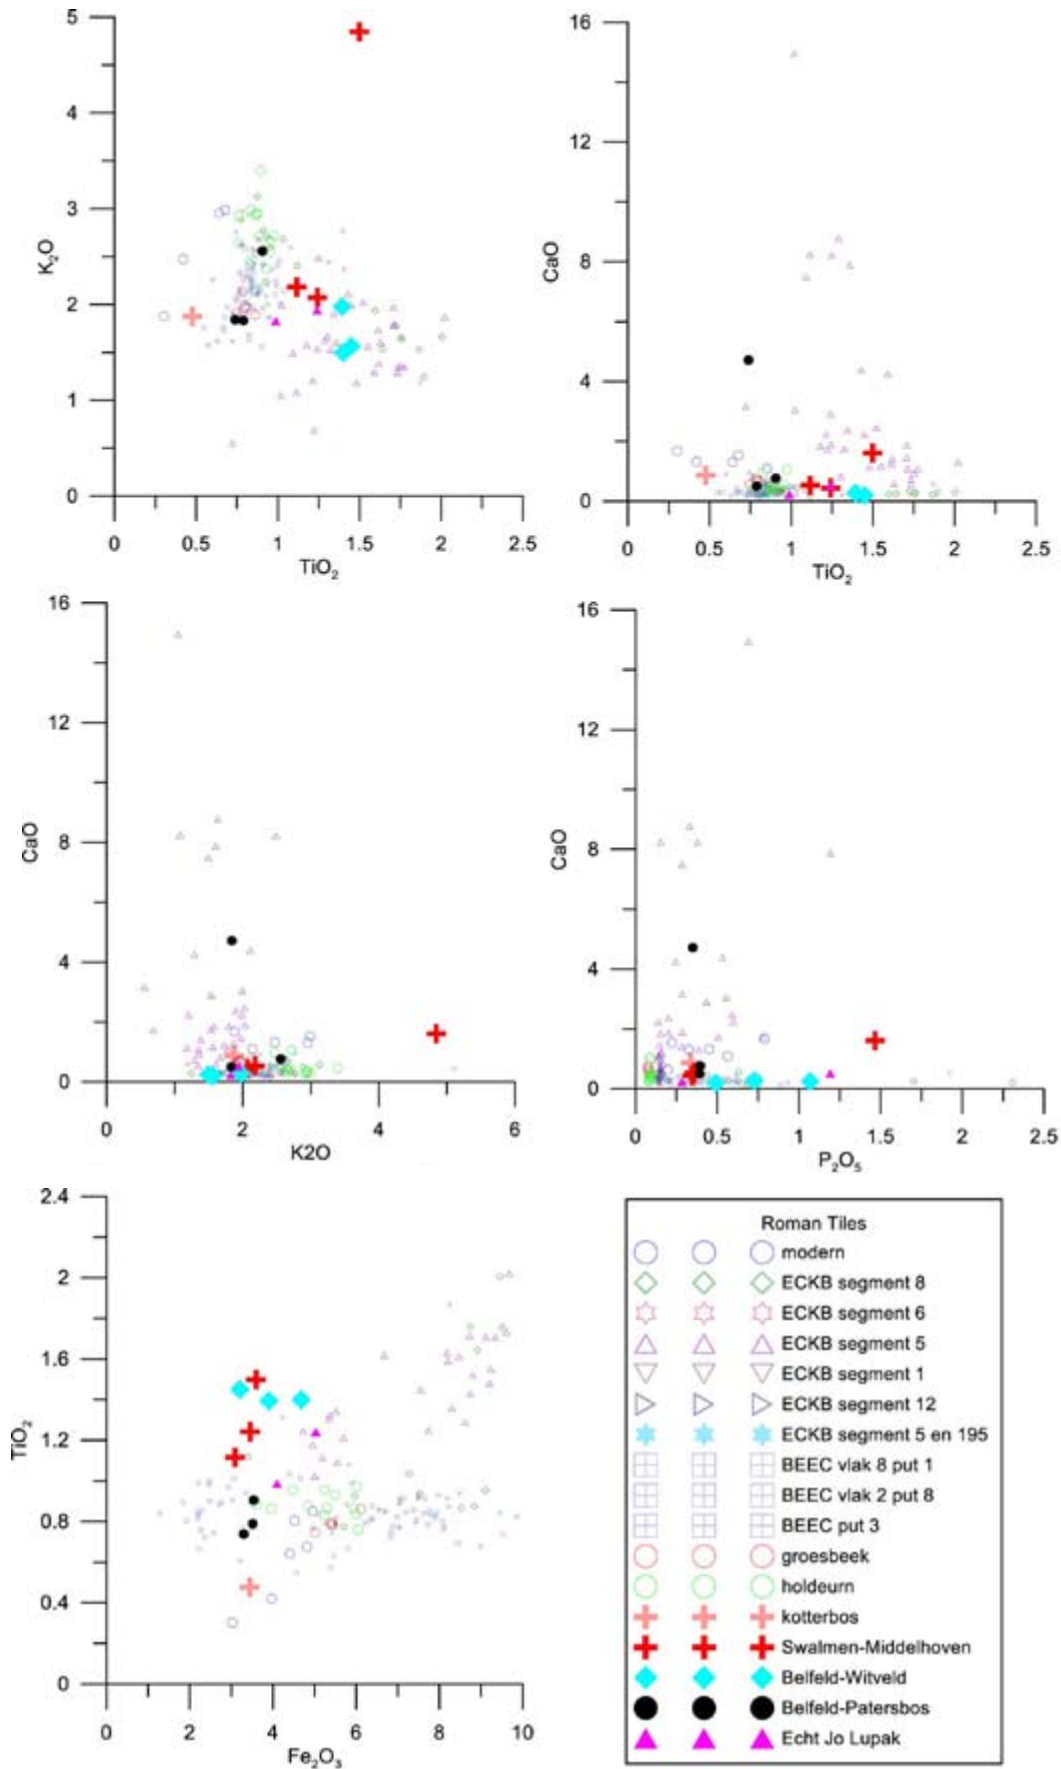 5
4
3
2
1
0
K₂O
0 0.5 1 1.5 2 2.5
TiO₂
16
12
8
4
0
CaO
0 0.5 1 1.5 2 2.5
TiO₂
16
12
8
4
0
CaO
0 2 4 6
K2O
16
12
8
4
0
CaO
0 0.5 1 1.5 2 2.5
P₂O₅
2.4
2
1.6
1.2
0.8
0.4
0
TiO₂
0 2 4 6 8 10
Fe₂O₃
Roman Tiles
modern
ECKB segment 8
ECKB segment 6
ECKB segment 5
ECKB segment 1
ECKB segment 12
ECKB segment 5 en 195
BEEC vlak 8 put 1
BEEC vlak 2 put 8
BEEC put 3
groesbeek
holdeurn
kotterbos
Swalmen-Middelhoven
Belfeld-Witveld
Belfeld-Patersbos
Echt Jo Lupak